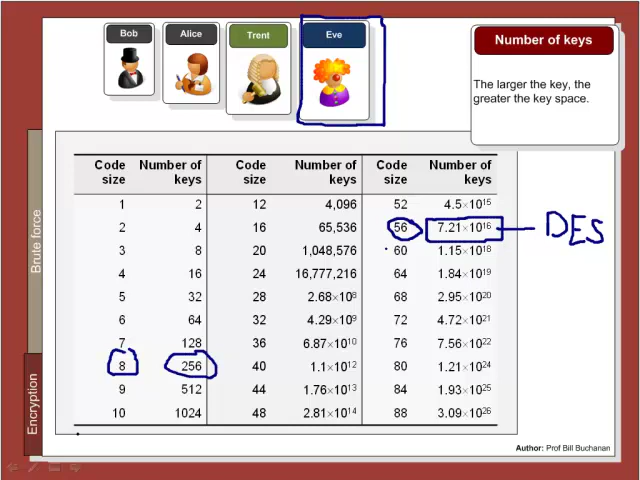 Bob Alice Trent Eve
Number of keys
The larger the key, the
greater the key space.
Code size Number of keys Code size Number of keys Code size Number of keys
1 2 12 4,096 52 4.5×10¹⁵
2 4 16 65,536 56 7.21×10¹⁶ DES
3 8 20 1,048,576 60 1.15×10¹⁸
4 16 24 16,777,216 64 1.84×10¹⁹
5 32 28 2.68×10⁸ 68 2.95×10²⁰
6 64 32 4.29×10⁹ 72 4.72×10²¹
7 128 36 6.87×10¹⁰ 76 7.56×10²²
8 256 40 1.1×10¹² 80 1.21×10²⁴
9 512 44 1.76×10¹³ 84 1.93×10²⁵
10 1024 48 2.81×10¹⁴ 88 3.09×10²⁶
Brute force
Encryption
Author: Prof Bill Buchanan